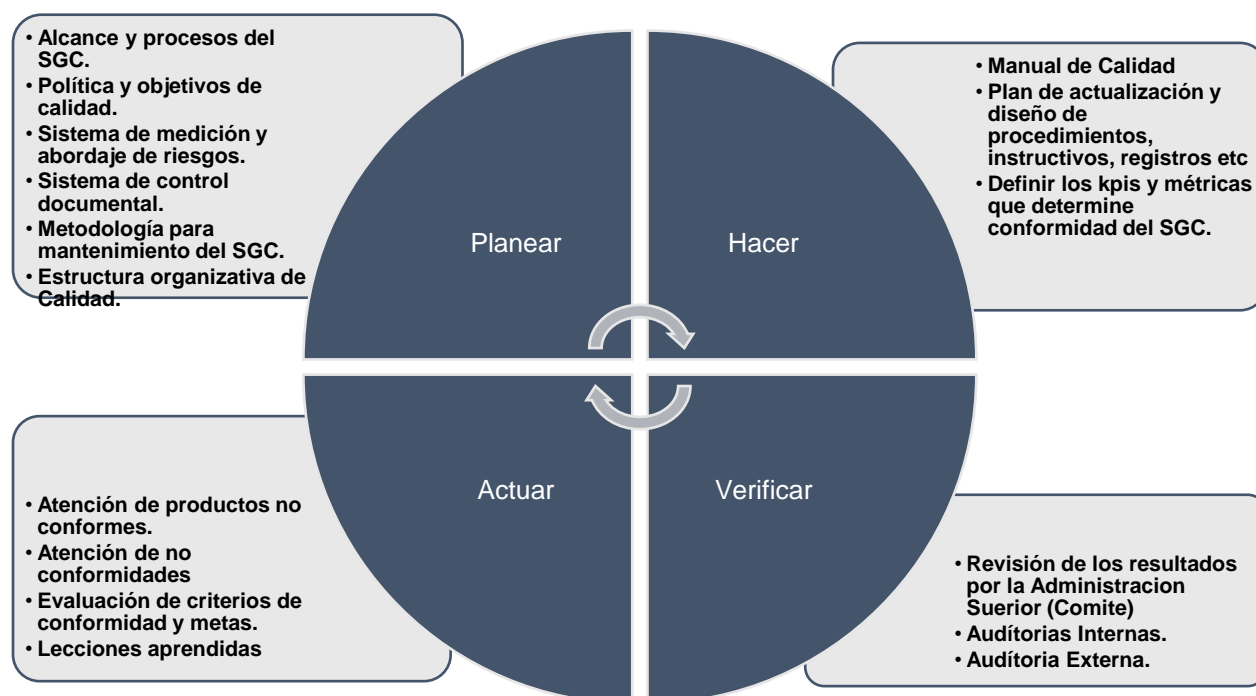 • Alcance y procesos del
SGC.
• Política y objetivos de
calidad.
• Sistema de medición y
abordaje de riesgos.
• Sistema de control
documental.
• Metodología para
mantenimiento del SGC.
• Estructura organizativa de
Calidad.
Planear
Hacer
• Manual de Calidad
• Plan de actualización y
diseño de
procedimientos,
instructivos, registros etc
• Definir los kpis y métricas
que determine
conformidad del SGC.
• Atención de productos no
conformes.
• Atención de no
conformidades
• Evaluación de criterios de
conformidad y metas.
• Lecciones aprendidas
Actuar
Verificar
• Revisión de los resultados
por la Administracion
Suerior (Comite)
• Audítorias Internas.
• Audítoria Externa.